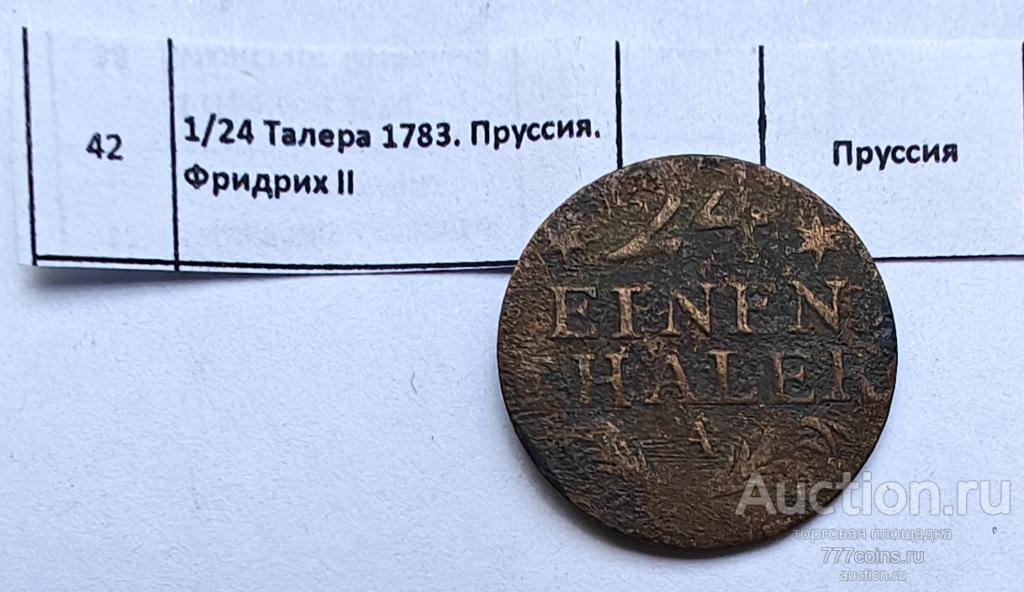 42
1/24 Талера 1783. Пруссия.
Фридрих II
Пруссия
24
EINEN
THALER
A
Auction.ru
торговая площадка
777coins.ru
auction.ru